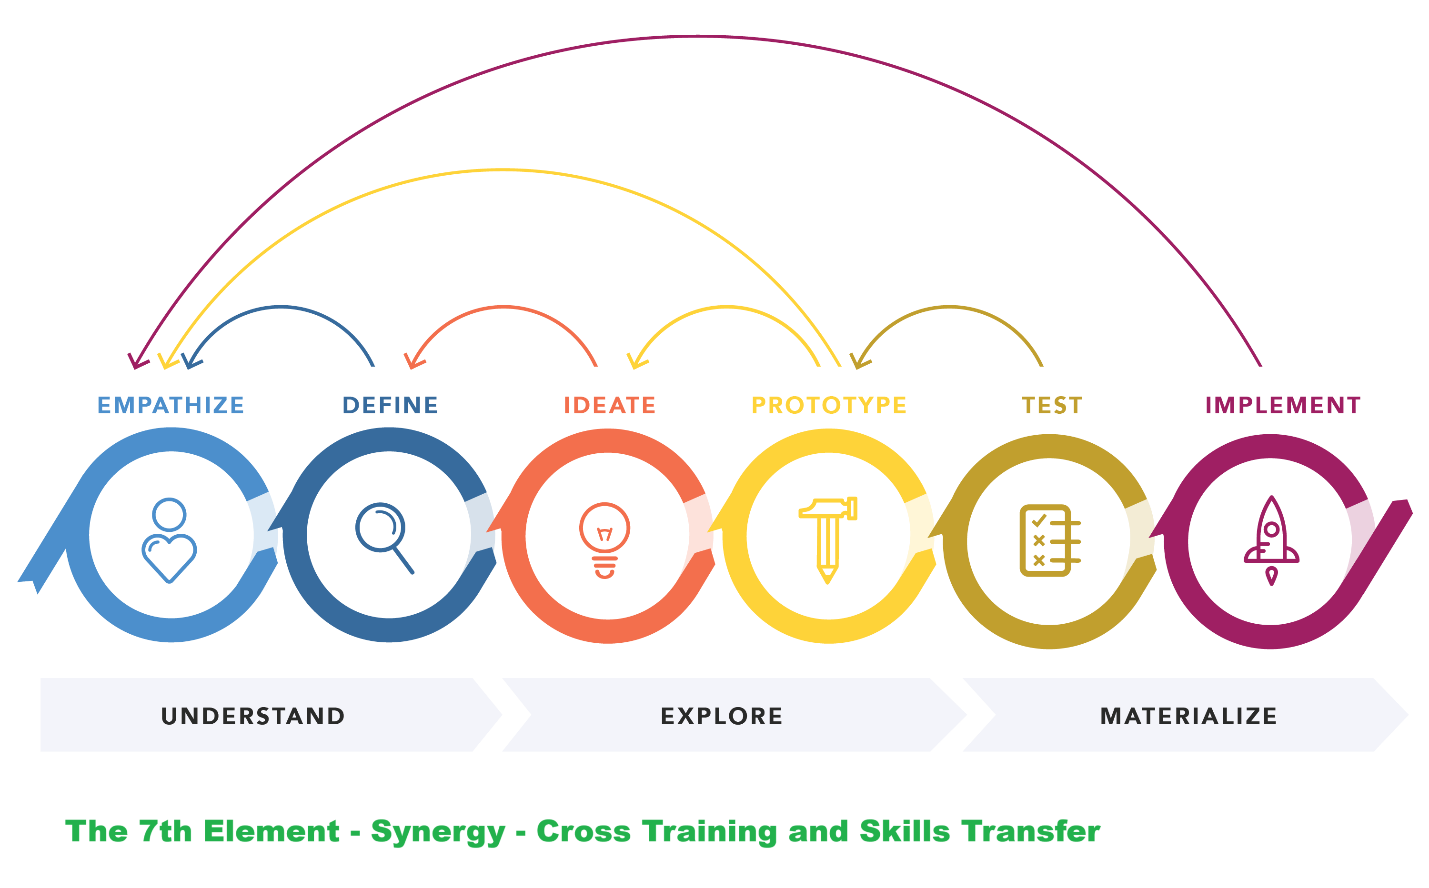 EMPATHIZE
DEFINE
IDEATE
PROTOTYPE
TEST
IMPLEMENT
UNDERSTAND
EXPLORE
MATERIALIZE
The 7th Element - Synergy - Cross Training and Skills Transfer